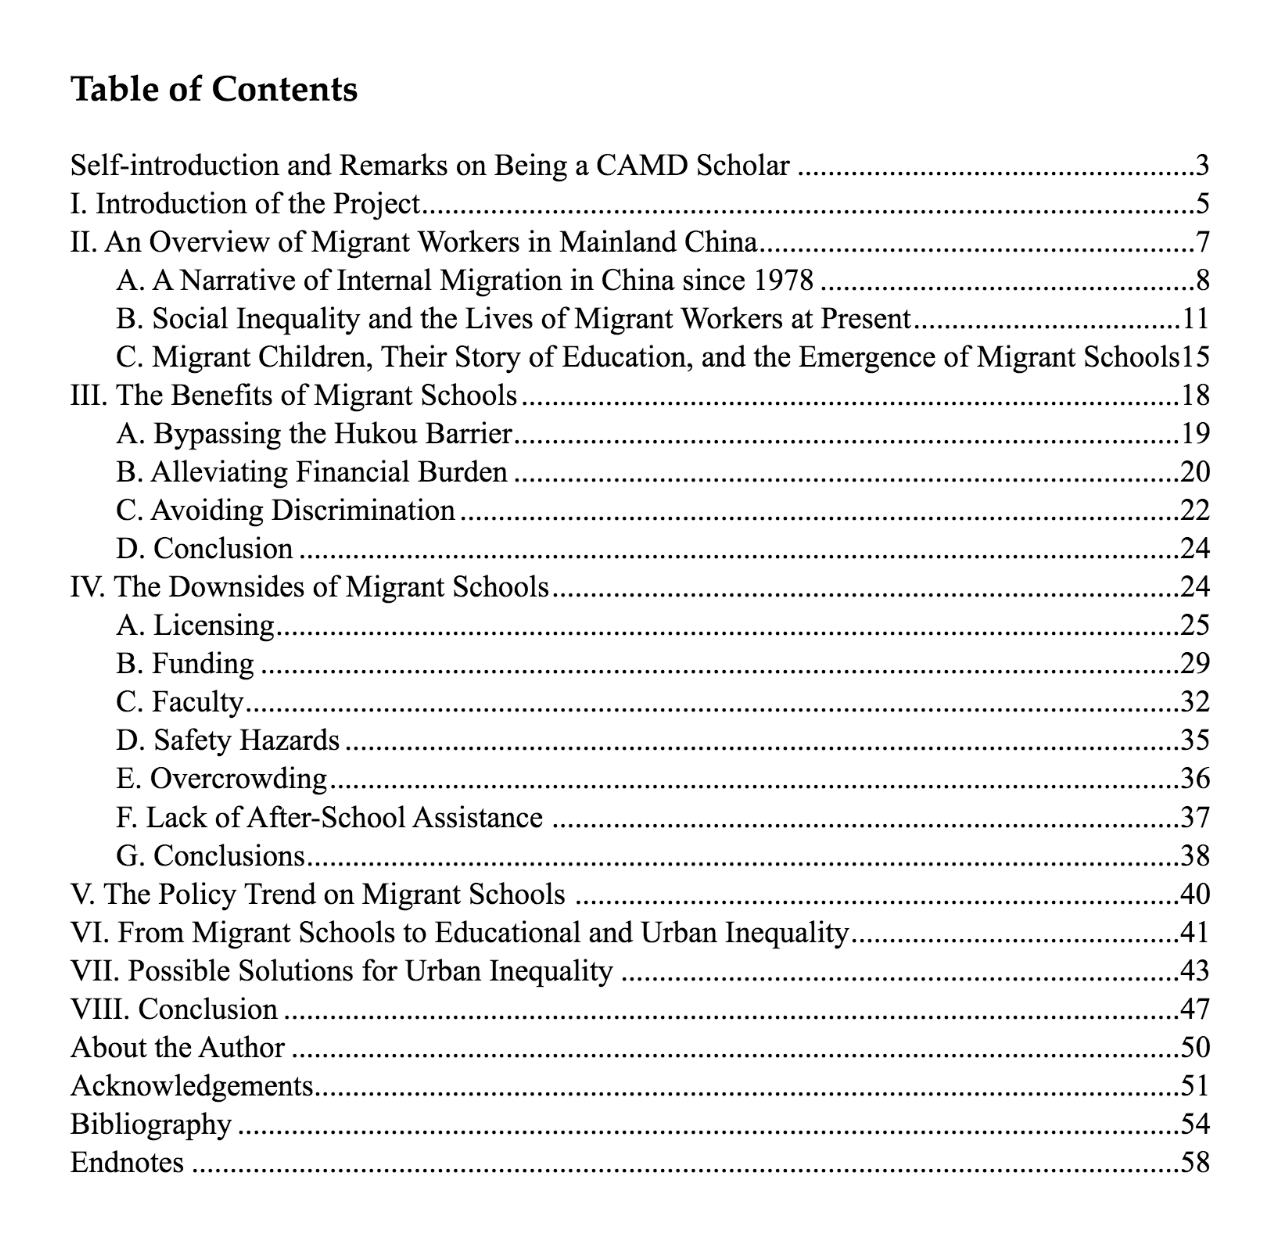 Table of Contents
Self-introduction and Remarks on Being a CAMD Scholar ....................................................3
I. Introduction of the Project.....................................................................................................5
II. An Overview of Migrant Workers in Mainland China.........................................................7
A. A Narrative of Internal Migration in China since 1978 .................................................8
B. Social Inequality and the Lives of Migrant Workers at Present...................................11
C. Migrant Children, Their Story of Education, and the Emergence of Migrant Schools15
III. The Benefits of Migrant Schools......................................................................................18
A. Bypassing the Hukou Barrier.......................................................................................19
B. Alleviating Financial Burden .......................................................................................20
C. Avoiding Discrimination ..............................................................................................22
D. Conclusion ...................................................................................................................24
IV. The Downsides of Migrant Schools..................................................................................24
A. Licensing......................................................................................................................25
B. Funding ........................................................................................................................29
C. Faculty..........................................................................................................................32
D. Safety Hazards .............................................................................................................35
E. Overcrowding...............................................................................................................36
F. Lack of After-School Assistance ..................................................................................37
G. Conclusions..................................................................................................................38
V. The Policy Trend on Migrant Schools ...............................................................................40
VI. From Migrant Schools to Educational and Urban Inequality...........................................41
VII. Possible Solutions for Urban Inequality .........................................................................43
VIII. Conclusion .....................................................................................................................47
About the Author ....................................................................................................................50
Acknowledgements.................................................................................................................51
Bibliography ...........................................................................................................................54
Endnotes .................................................................................................................................58